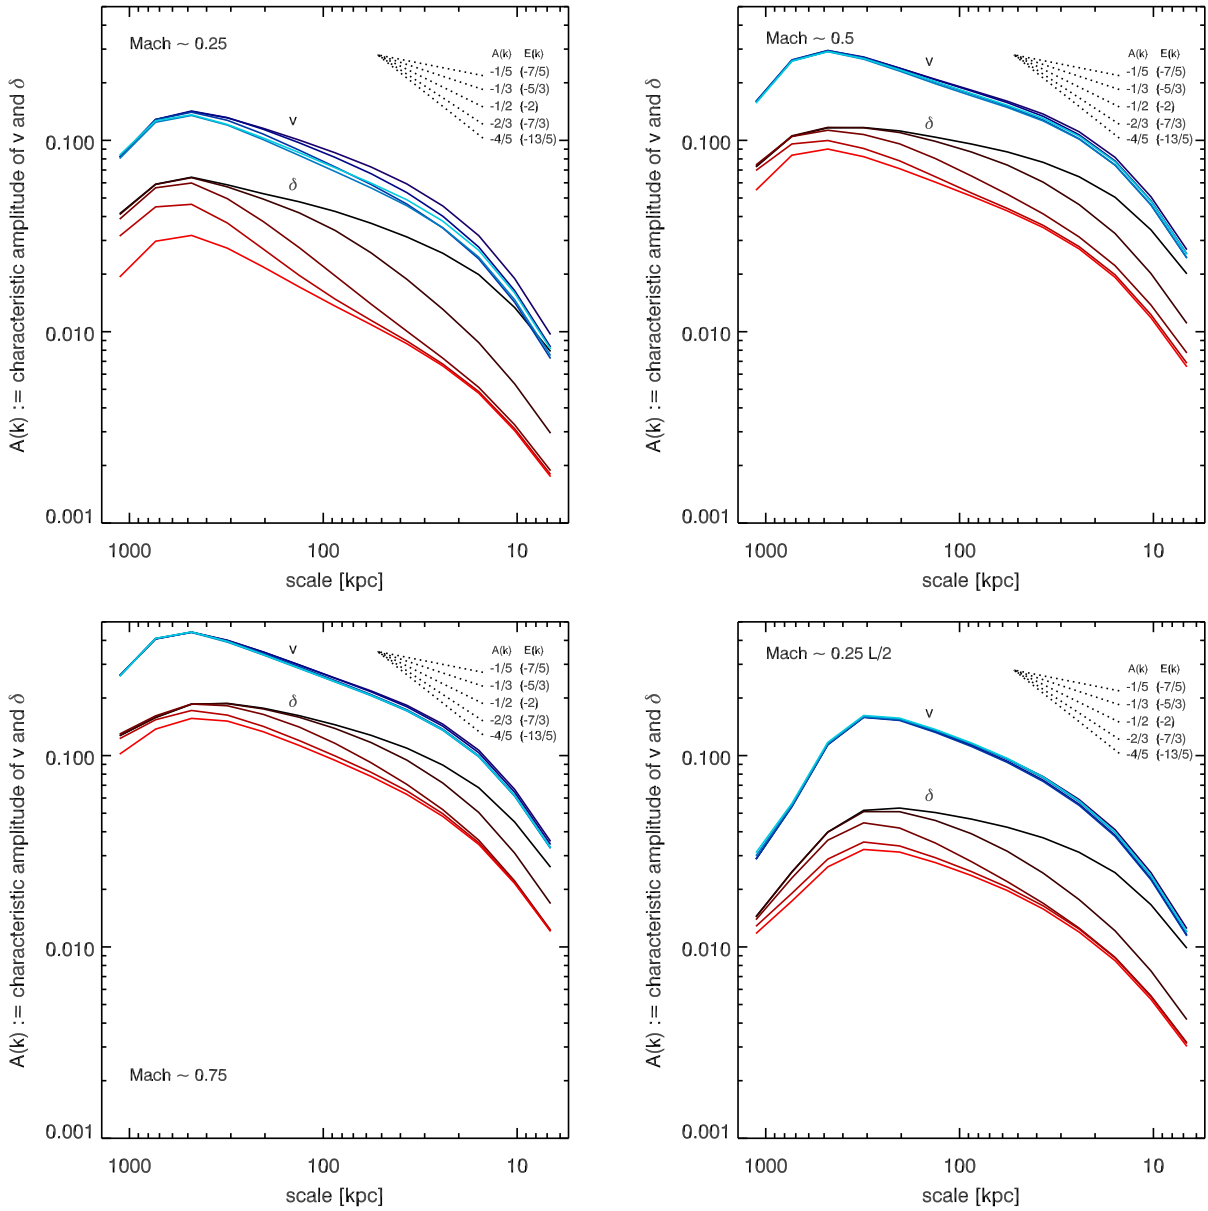 Mach ~ 0.25
A(k) E(k)
-1/5 (-7/5)
-1/3 (-5/3)
-1/2 (-2)
-2/3 (-7/3)
-4/5 (-13/5)
v
δ
0.100
0.010
0.001
1000 100 10
scale [kpc]
A(k) := characteristic amplitude of v and δ
Mach ~ 0.5
A(k) E(k)
-1/5 (-7/5)
-1/3 (-5/3)
-1/2 (-2)
-2/3 (-7/3)
-4/5 (-13/5)
v
δ
0.100
0.010
0.001
1000 100 10
scale [kpc]
A(k) := characteristic amplitude of v and δ
A(k) E(k)
-1/5 (-7/5)
-1/3 (-5/3)
-1/2 (-2)
-2/3 (-7/3)
-4/5 (-13/5)
v
δ
0.100
0.010
0.001
Mach ~ 0.75
1000 100 10
scale [kpc]
A(k) := characteristic amplitude of v and δ
Mach ~ 0.25 L/2
A(k) E(k)
-1/5 (-7/5)
-1/3 (-5/3)
-1/2 (-2)
-2/3 (-7/3)
-4/5 (-13/5)
v
δ
0.100
0.010
0.001
1000 100 10
scale [kpc]
A(k) := characteristic amplitude of v and δ